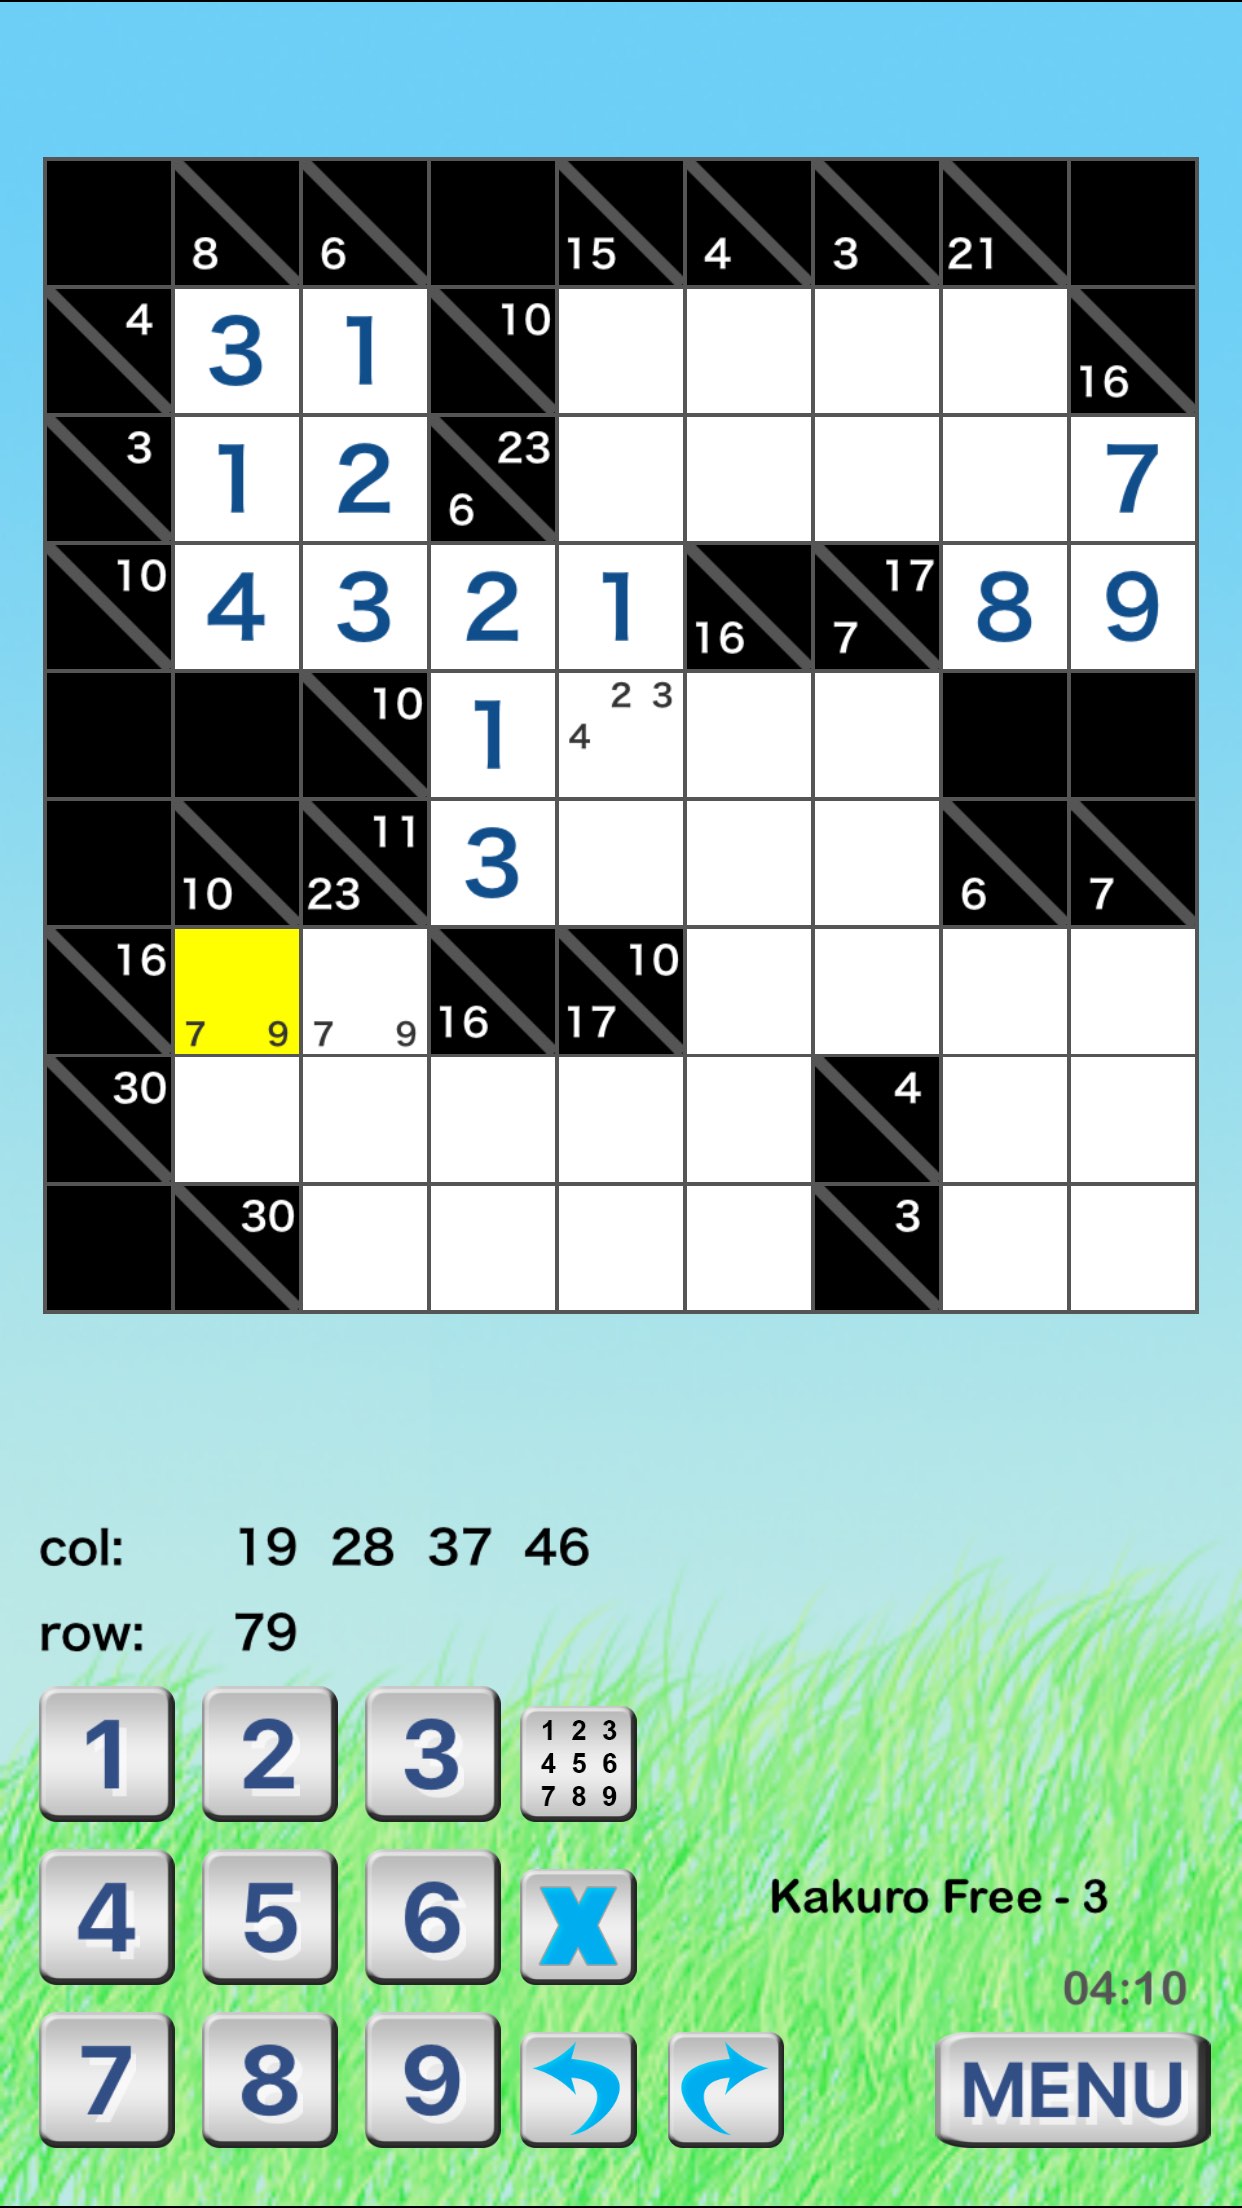 8 6 15 4 3 21
4 3 1 10 16
3 1 2 23 6 7
10 4 3 2 1 16 17 7 8 9
10 1 2 3 4
10 23 11 3 6 7
16 7 9 7 9 16 10 17
30 4
30 3
col: 19 28 37 46
row: 79
1 2 3 1 2 3
4 5 6
7 8 9
4 5 6 X
Kakuro Free - 3
04:10
7 8 9 MENU